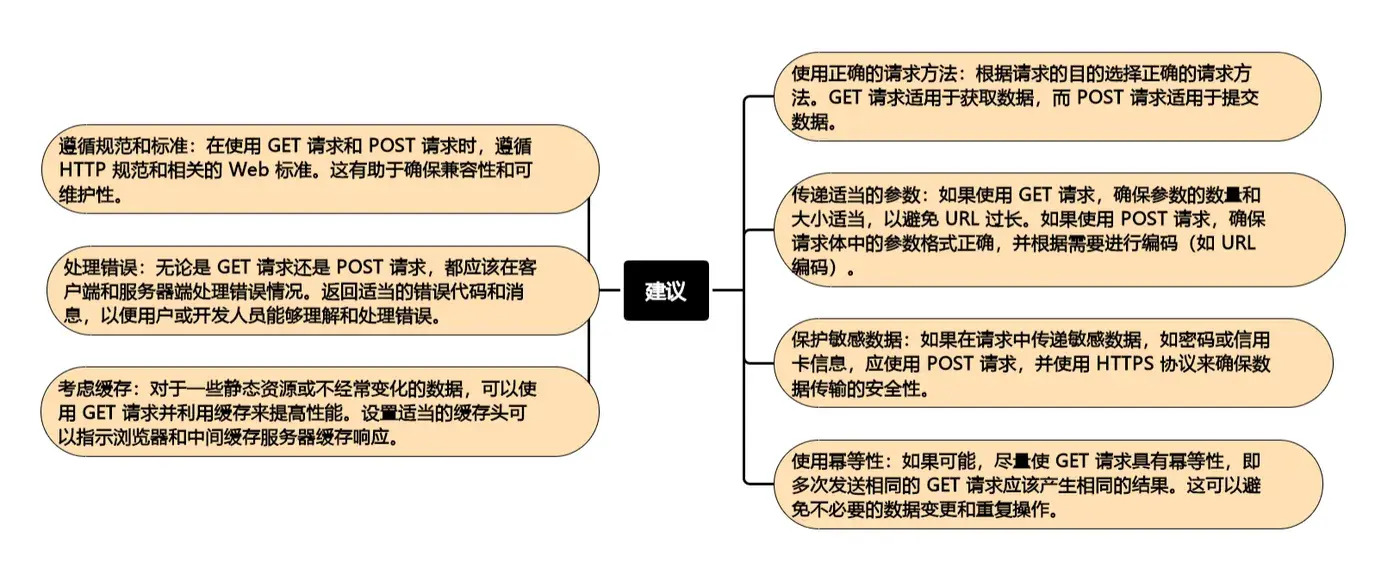 建议
使用正确的请求方法：根据请求的目的选择正确的请求方
法。GET 请求适用于获取数据，而 POST 请求适用于提交
数据。
传递适当的参数：如果使用 GET 请求，确保参数的数量和
大小适当，以避免 URL 过长。如果使用 POST 请求，确保
请求体中的参数格式正确，并根据需要进行编码（如 URL
编码）。
保护敏感数据：如果在请求中传递敏感数据，如密码或信用
卡信息，应使用 POST 请求，并使用 HTTPS 协议来确保数
据传输的安全性。
使用幂等性：如果可能，尽量使 GET 请求具有幂等性，即
多次发送相同的 GET 请求应该产生相同的结果。这可以避
免不必要的数据变更和重复操作。
遵循规范和标准：在使用 GET 请求和 POST 请求时，遵循
HTTP 规范和相关的 Web 标准。这有助于确保兼容性和可
维护性。
处理错误：无论是 GET 请求还是 POST 请求，都应该在客
户端和服务器端处理错误情况。返回适当的错误代码和消
息，以便用户或开发人员能够理解和处理错误。
考虑缓存：对于一些静态资源或不经常变化的数据，可以使
用 GET 请求并利用缓存来提高性能。设置适当的缓存头可
以指示浏览器和中间缓存服务器缓存响应。